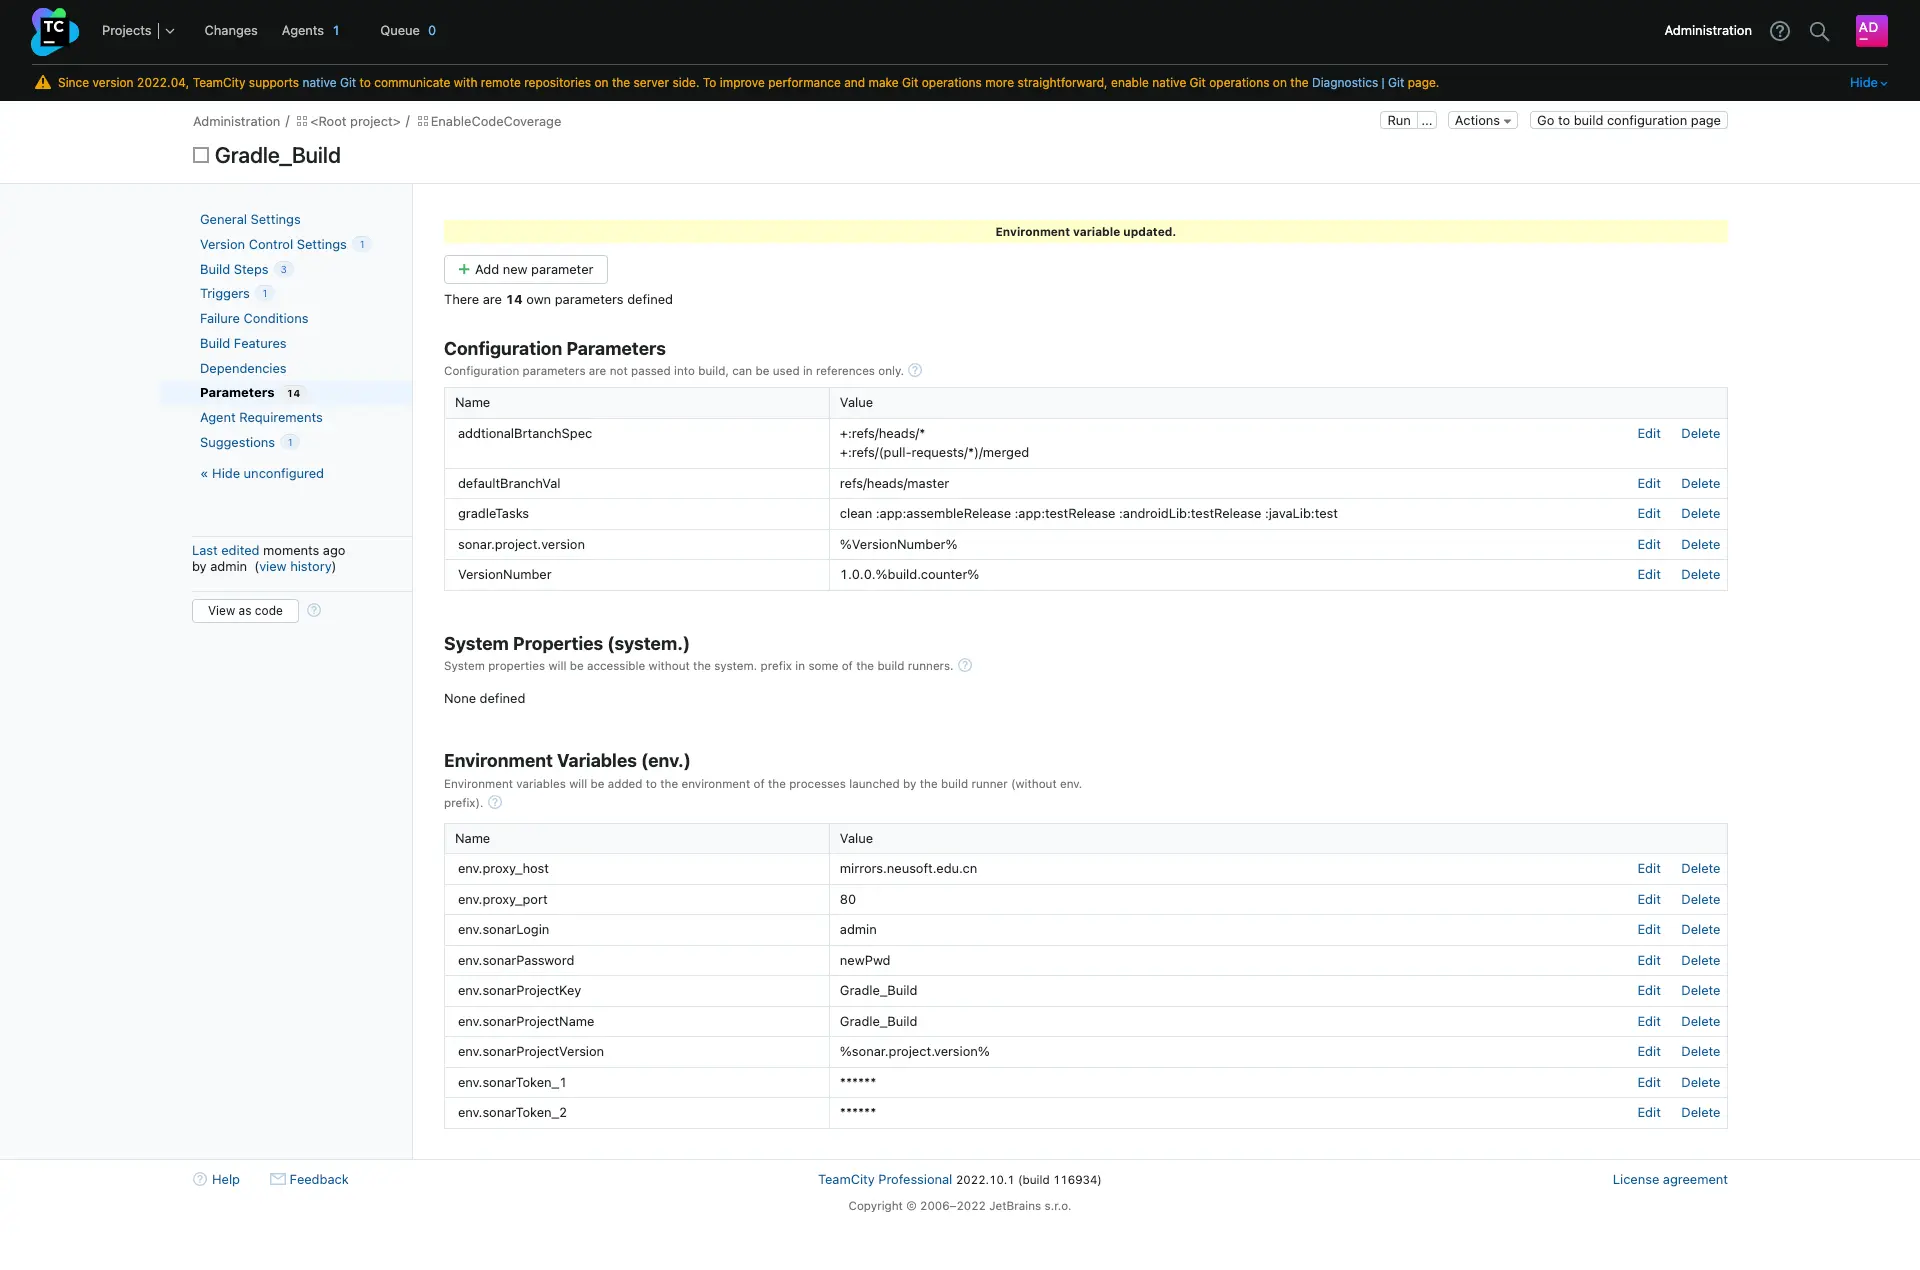 TC
Projects
Changes
Agents 1
Queue 0
Administration
AD
Since version 2022.04, TeamCity supports native Git to communicate with remote repositories on the server side. To improve performance and make Git operations more straightforward, enable native Git operations on the Diagnostics | Git page.
Hide
Administration / <Root project> / EnableCodeCoverage
Run ... Actions Go to build configuration page
Gradle_Build
General Settings
Version Control Settings 1
Build Steps 3
Triggers 1
Failure Conditions
Build Features
Dependencies
Parameters 14
Agent Requirements
Suggestions 1
« Hide unconfigured
Last edited moments ago
by admin (view history)
View as code ?
Environment variable updated.
+ Add new parameter
There are 14 own parameters defined
Configuration Parameters
Configuration parameters are not passed into build, can be used in references only. ?
Name Value
addtionalBrtanchSpec +:refs/heads/* Edit Delete
+:refs/(pull-requests/*)/merged
defaultBranchVal refs/heads/master Edit Delete
gradleTasks clean :app:assembleRelease :app:testRelease :androidLib:testRelease :javaLib:test Edit Delete
sonar.project.version %VersionNumber% Edit Delete
VersionNumber 1.0.0.%build.counter% Edit Delete
System Properties (system.)
System properties will be accessible without the system. prefix in some of the build runners. ?
None defined
Environment Variables (env.)
Environment variables will be added to the environment of the processes launched by the build runner (without env.
prefix). ?
Name Value
env.proxy_host mirrors.neusoft.edu.cn Edit Delete
env.proxy_port 80 Edit Delete
env.sonarLogin admin Edit Delete
env.sonarPassword newPwd Edit Delete
env.sonarProjectKey Gradle_Build Edit Delete
env.sonarProjectName Gradle_Build Edit Delete
env.sonarProjectVersion %sonar.project.version% Edit Delete
env.sonarToken_1 ****** Edit Delete
env.sonarToken_2 ****** Edit Delete
? Help Feedback
TeamCity Professional 2022.10.1 (build 116934)
License agreement
Copyright © 2006–2022 JetBrains s.r.o.